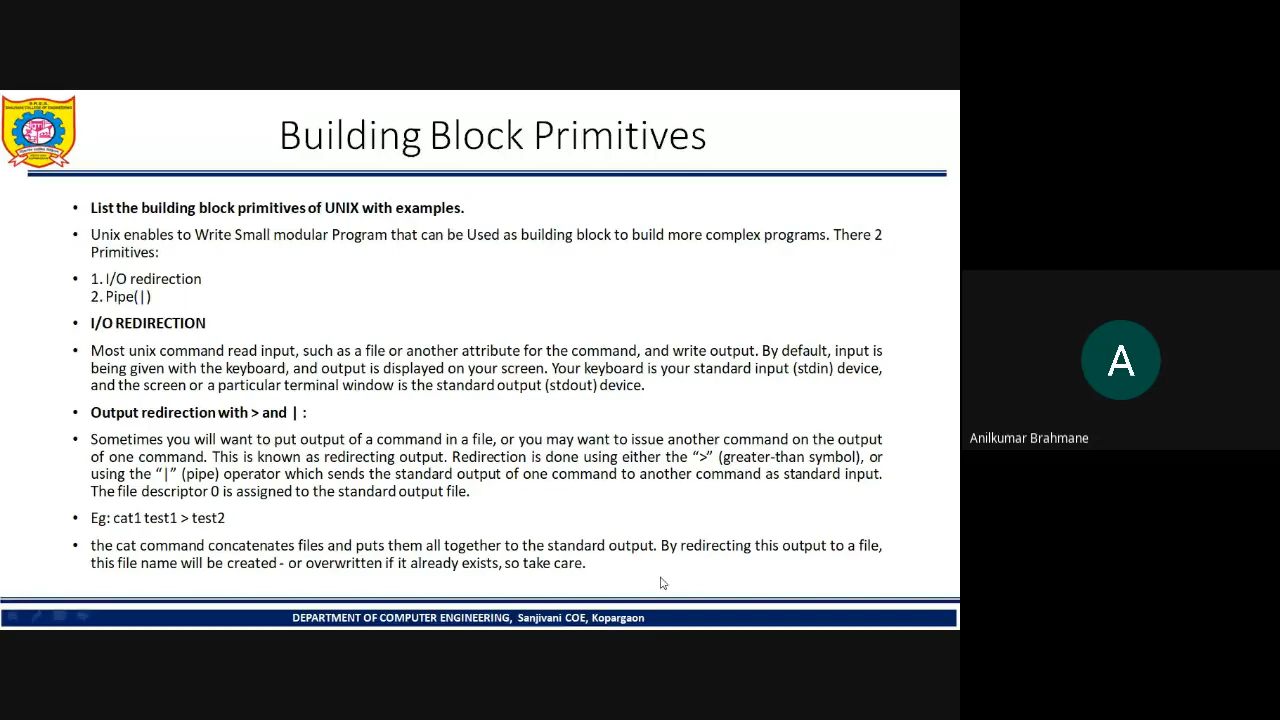 Building Block Primitives
• List the building block primitives of UNIX with examples.
• Unix enables to Write Small modular Program that can be Used as building block to build more complex programs. There 2
Primitives:
• 1. I/O redirection
2. Pipe(|)
• I/O REDIRECTION
• Most unix command read input, such as a file or another attribute for the command, and write output. By default, input is
being given with the keyboard, and output is displayed on your screen. Your keyboard is your standard input (stdin) device,
and the screen or a particular terminal window is the standard output (stdout) device.
• Output redirection with > and | :
• Sometimes you will want to put output of a command in a file, or you may want to issue another command on the output
of one command. This is known as redirecting output. Redirection is done using either the “>” (greater-than symbol), or
using the “|” (pipe) operator which sends the standard output of one command to another command as standard input.
The file descriptor 0 is assigned to the standard output file.
• Eg: cat1 test1 > test2
• the cat command concatenates files and puts them all together to the standard output. By redirecting this output to a file,
this file name will be created - or overwritten if it already exists, so take care.
DEPARTMENT OF COMPUTER ENGINEERING, Sanjivani COE, Kopargaon
A
Anilkumar Brahmane